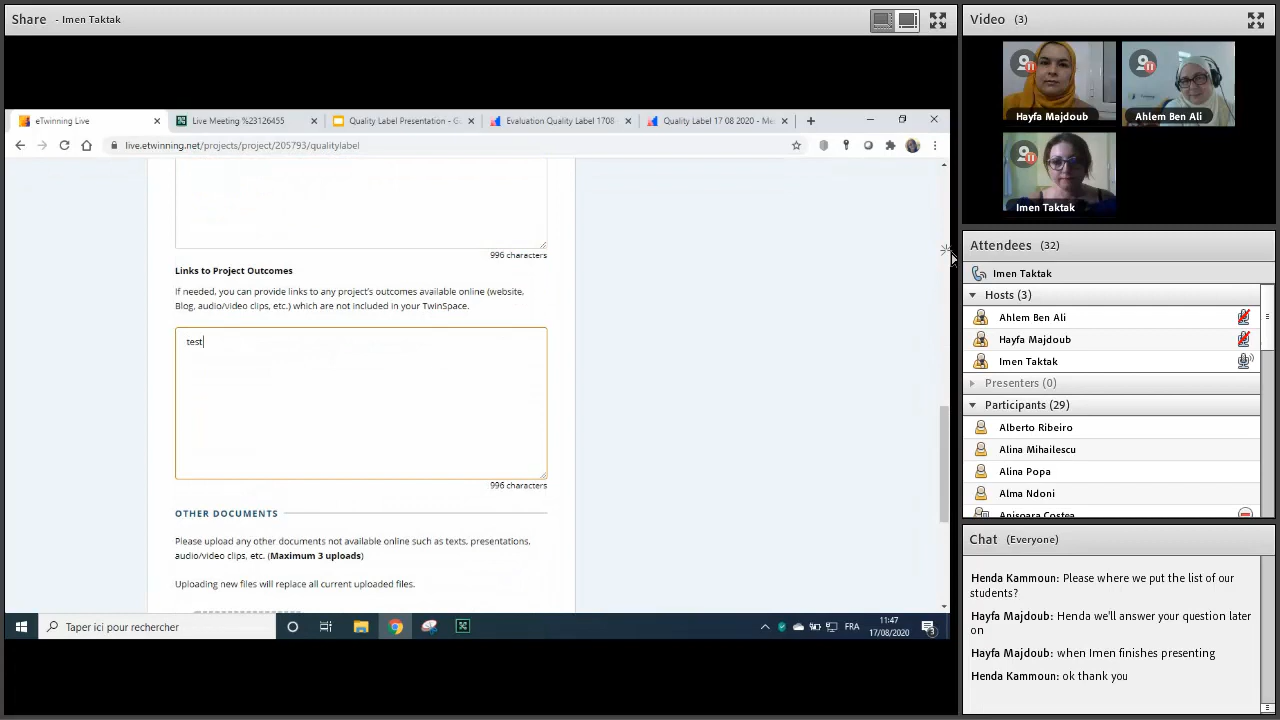 Share - Imen Taktak
eTwinning Live
Live Meeting %23126455
Quality Label Presentation - G
Evaluation Quality Label 1708
Quality Label 17 08 2020 - Me
live.etwinning.net/projects/project/205793/qualitylabel
996 characters
Links to Project Outcomes
If needed, you can provide links to any project's outcomes available online (website,
Blog, audio/video clips, etc.) which are not included in your TwinSpace.
test
996 characters
OTHER DOCUMENTS
Please upload any other documents not available online such as texts, presentations,
audio/video clips, etc. (Maximum 3 uploads)
Uploading new files will replace all current uploaded files.
Taper ici pour rechercher
FRA
11:47
17/08/2020
3
Video (3)
Hayfa Majdoub
Ahlem Ben Ali
Imen Taktak
Attendees (32)
Imen Taktak
Hosts (3)
Ahlem Ben Ali
Hayfa Majdoub
Imen Taktak
Presenters (0)
Participants (29)
Alberto Ribeiro
Alina Mihailescu
Alina Popa
Alma Ndoni
Anisoara Costea
Chat (Everyone)
Henda Kammoun: Please where we put the list of our
students?
Hayfa Majdoub: Henda we'll answer your question later
on
Hayfa Majdoub: when Imen finishes presenting
Henda Kammoun: ok thank you